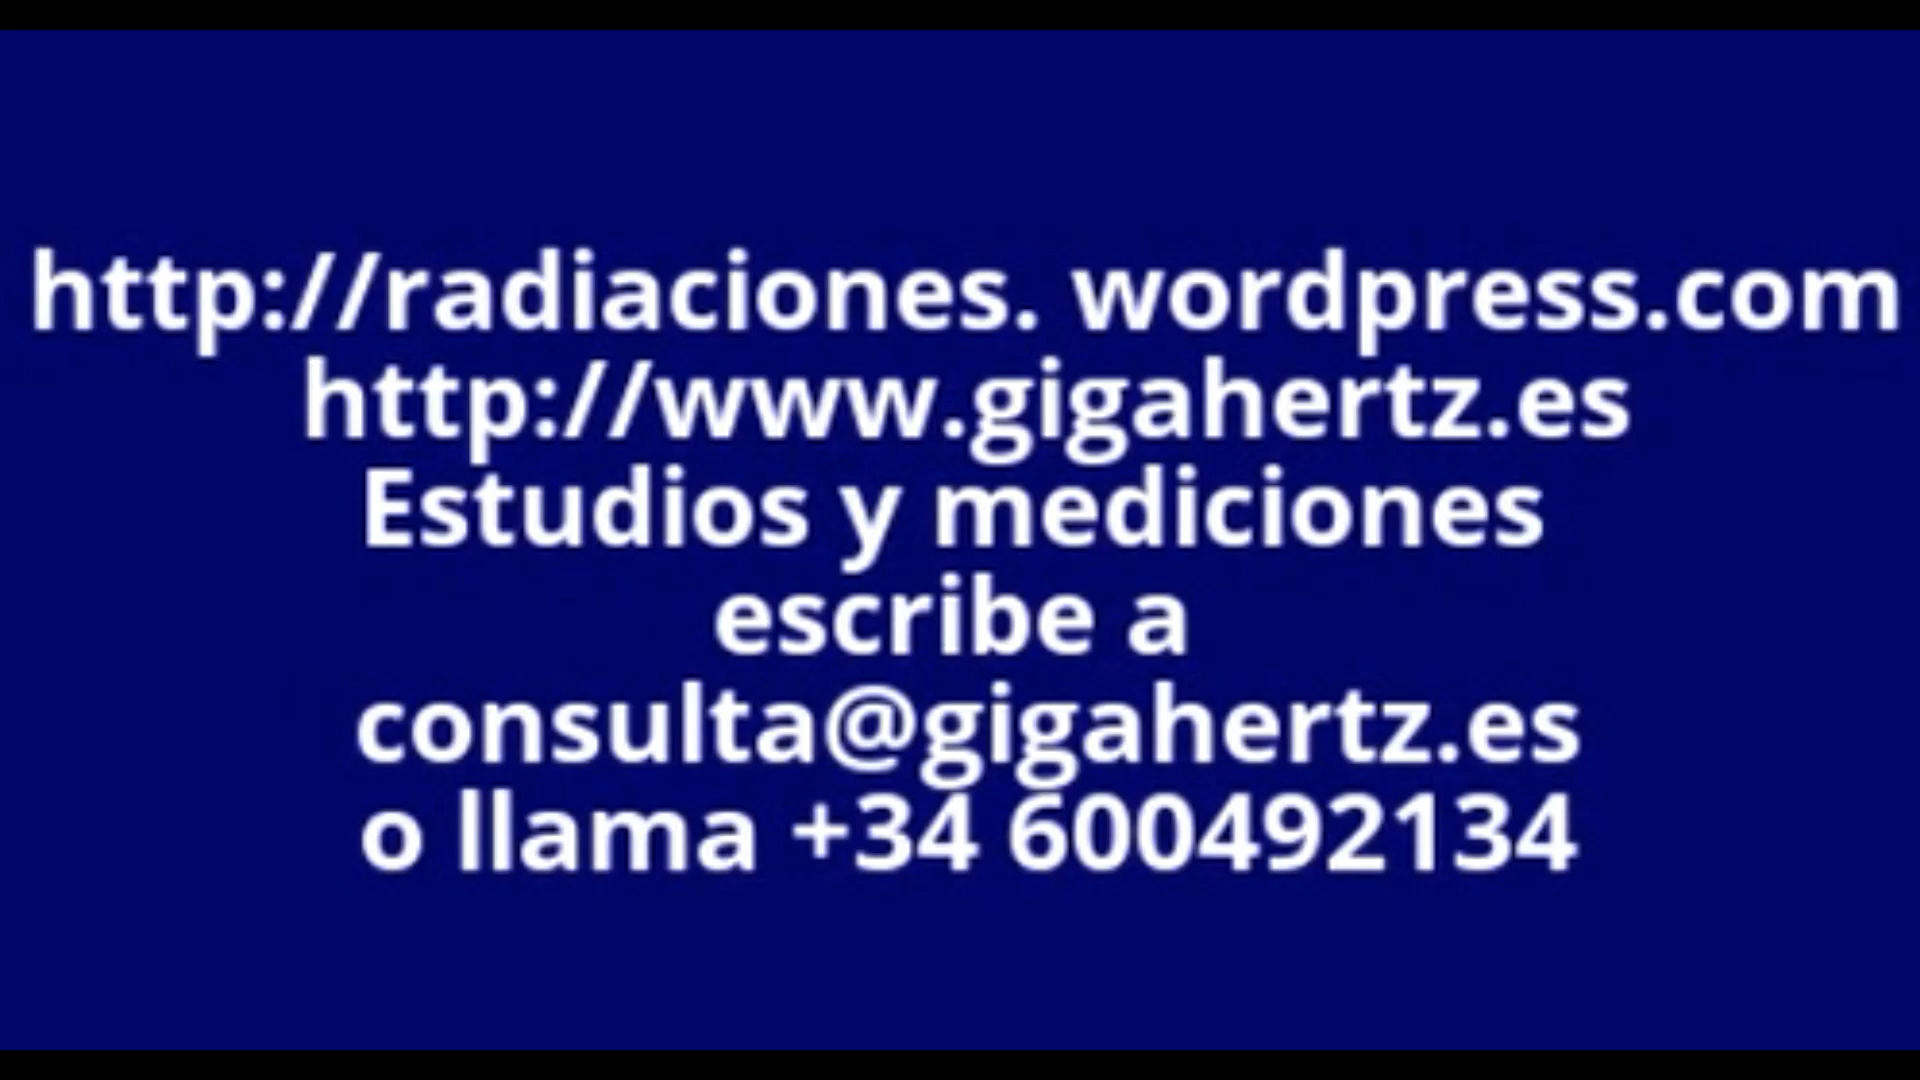 http://radiaciones. wordpress.com
http://www.gigahertz.es
Estudios y mediciones
escribe a
consulta@gigahertz.es
o llama +34 600492134